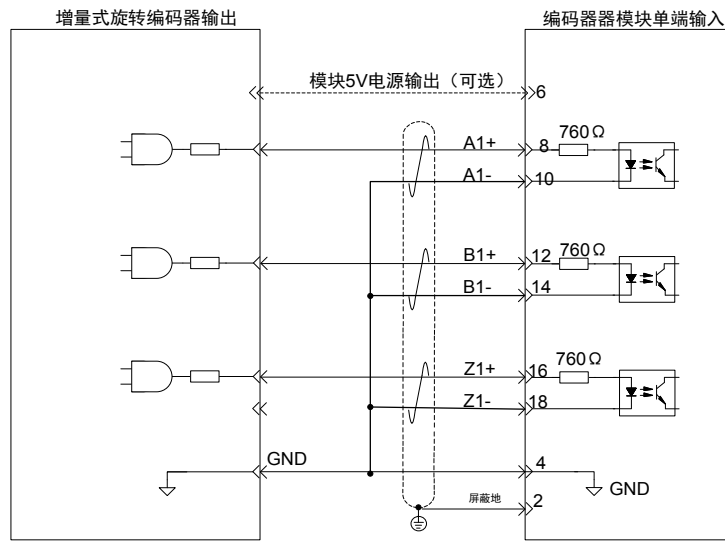 增量式旋转编码器输出
编码器器模块单端输入
模块5V电源输出（可选）
6
A1+
8
760Ω
A1-
10
B1+
12
760Ω
B1-
14
Z1+
16
760Ω
Z1-
18
GND
4
GND
屏蔽地
2